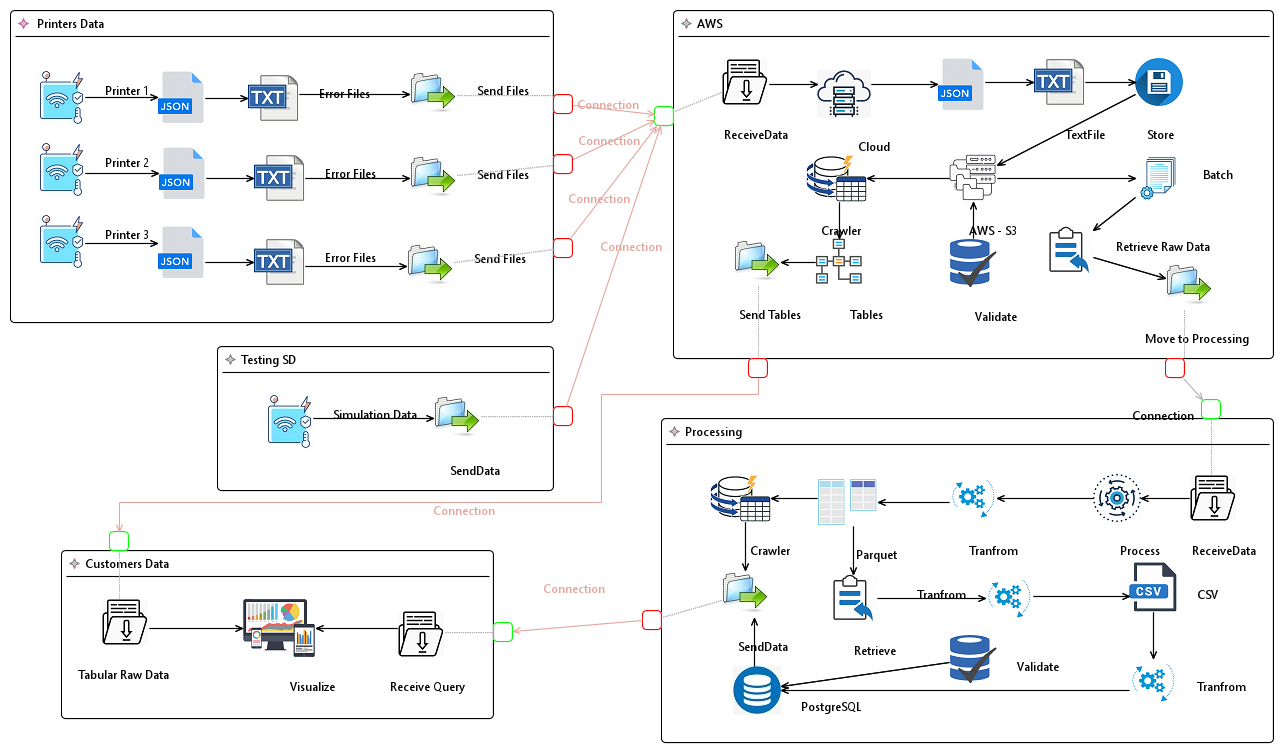 Printers Data
Printer 1
JSON
TXT
Error Files
Send Files
Printer 2
JSON
TXT
Error Files
Send Files
Printer 3
JSON
TXT
Error Files
Send Files
Connection
Connection
Connection
Connection
Testing SD
Simulation Data
SendData
AWS
ReceiveData
Cloud
JSON
TXT
TextFile
Store
Crawler
AWS - S3
Batch
Retrieve Raw Data
Send Tables
Tables
Validate
Move to Processing
Connection
Connection
Processing
Crawler
Parquet
Tranfrom
Process
ReceiveData
Tranfrom
CSV
CSV
SendData
Retrieve
Validate
Tranfrom
PostgreSQL
Connection
Customers Data
Tabular Raw Data
Visualize
Receive Query